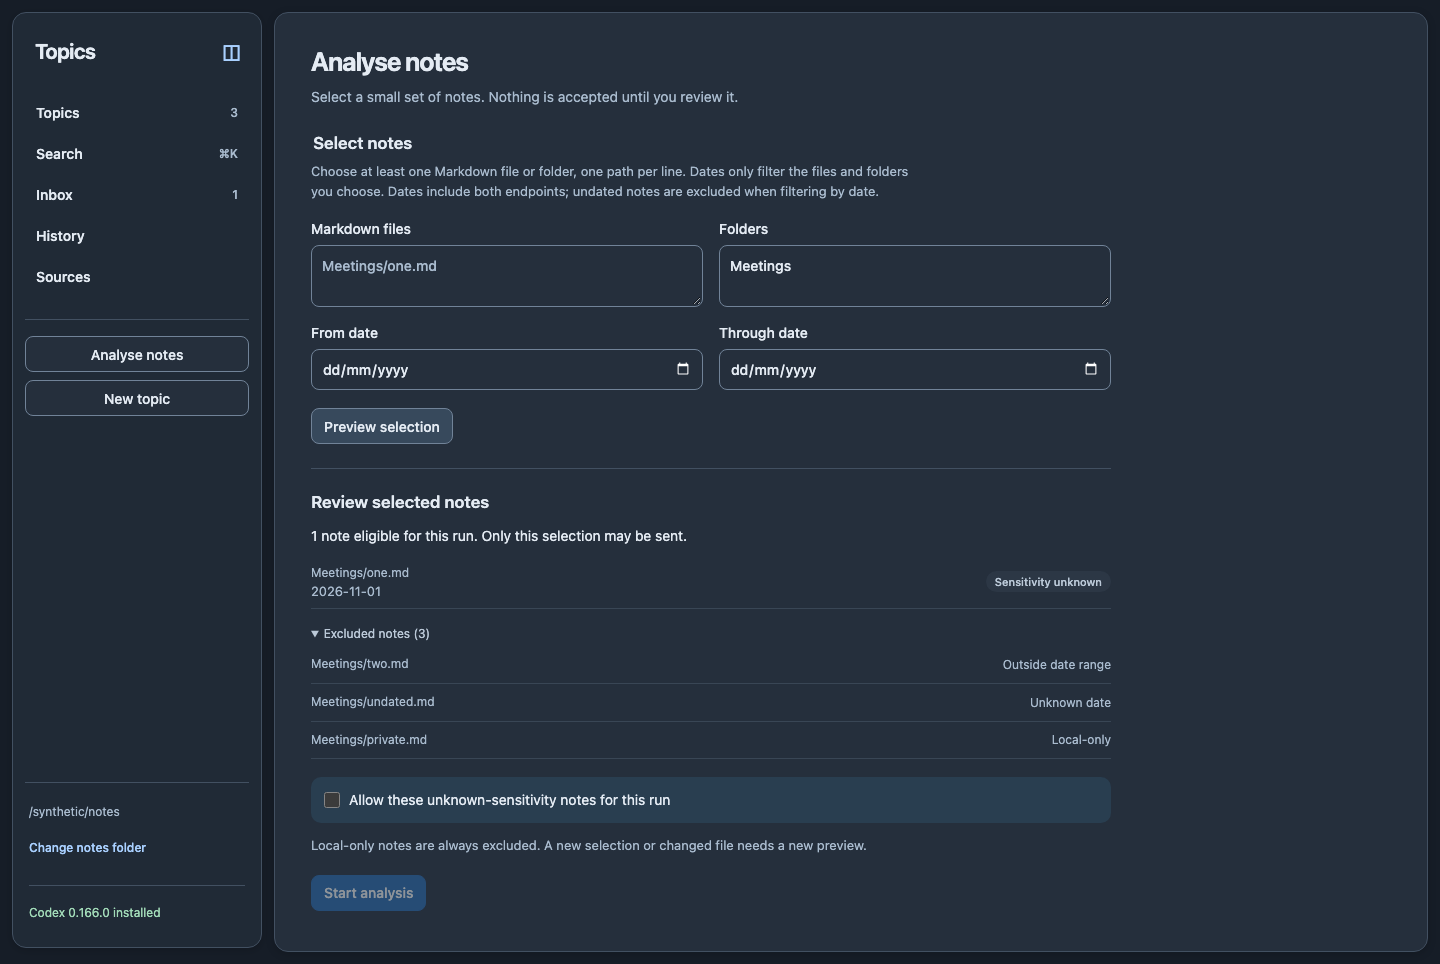 Topics
Topics 3
Search ⌘K
Inbox 1
History
Sources
Analyse notes
New topic
/synthetic/notes
Change notes folder
Codex 0.166.0 installed
Analyse notes
Select a small set of notes. Nothing is accepted until you review it.
Select notes
Choose at least one Markdown file or folder, one path per line. Dates only filter the files and folders
you choose. Dates include both endpoints; undated notes are excluded when filtering by date.
Markdown files
Folders
Meetings/one.md
Meetings
From date
Through date
dd/mm/yyyy
dd/mm/yyyy
Preview selection
Review selected notes
1 note eligible for this run. Only this selection may be sent.
Meetings/one.md
2026-11-01
Sensitivity unknown
▼ Excluded notes (3)
Meetings/two.md Outside date range
Meetings/undated.md Unknown date
Meetings/private.md Local-only
Allow these unknown-sensitivity notes for this run
Local-only notes are always excluded. A new selection or changed file needs a new preview.
Start analysis